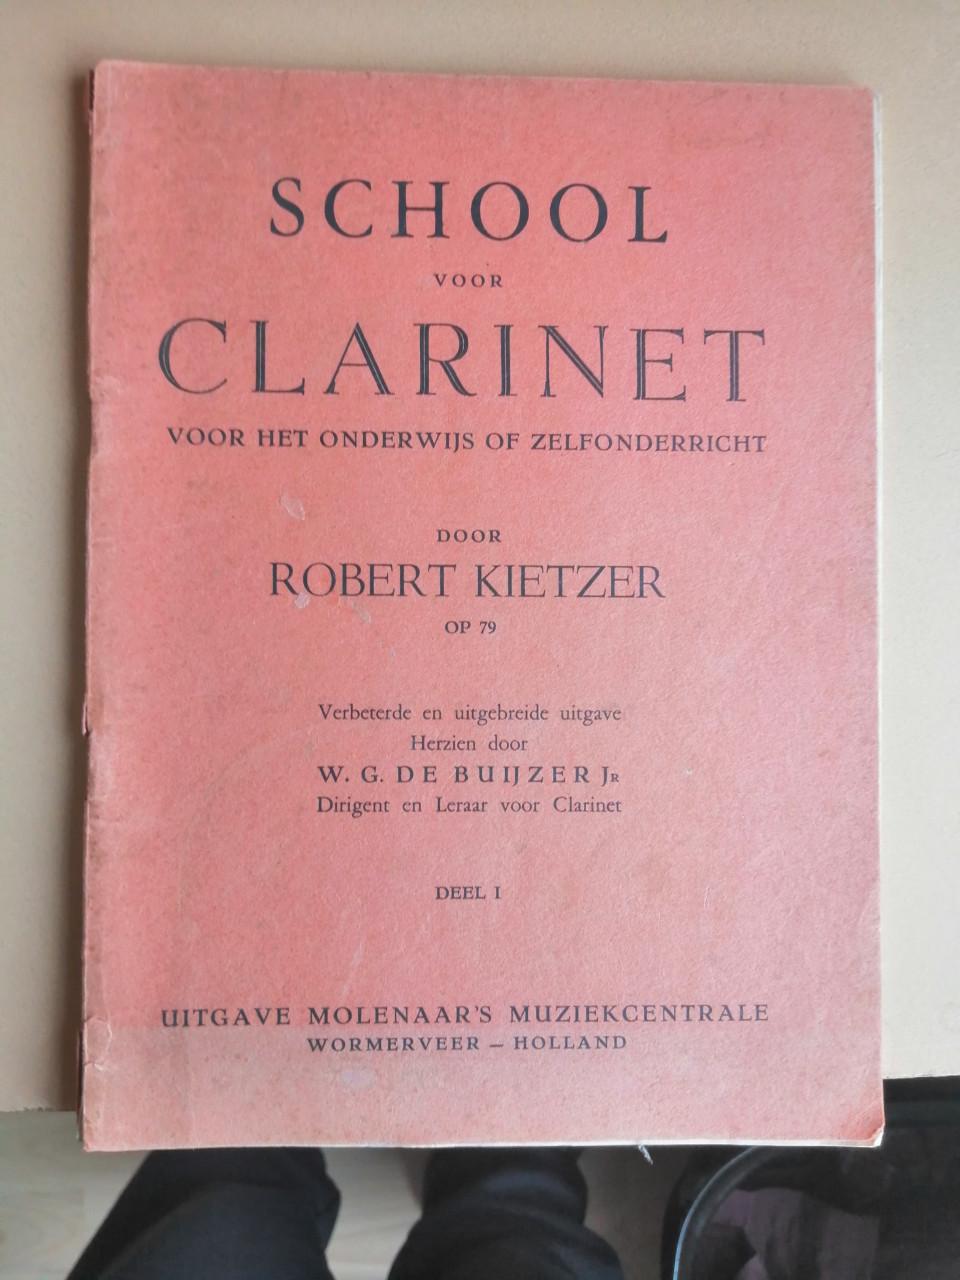 SCHOOL
VOOR
CLARINET
VOOR HET ONDERWIJS OF ZELFONDERRICHT
DOOR
ROBERT KIETZER
OP 79
Verbeterde en uitgebreide uitgave
Herzien door
W. G. DE BUIJZER JR
Dirigent en Leraar voor Clarinet
DEEL I
UITGAVE MOLENAAR'S MUZIEKCENTRALE
WORMERVEER – HOLLAND